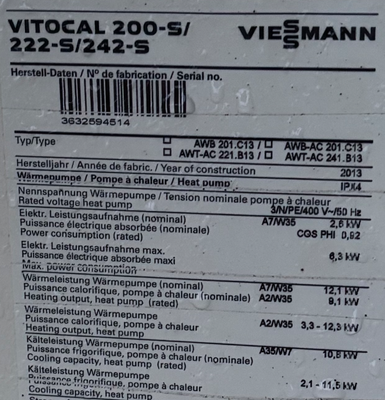 VITOCAL 200-S/
222-S/242-S
VIESMANN
Herstell-Daten / Nº de fabrication / Serial no.
3632594514
Typ/Type
☐ AWB 201.C13 / ☐ AWB-AC 201.C13
☐ AWT-AC 221.B13 / ☐ AWT-AC 241.B13
Herstelljahr / Année de fabric. / Year of construction 2013
Wärmepumpe / Pompe à chaleur / Heat pump IPX4
Nennspannung Wärmepumpe / Tension nominale pompe à chaleur
Rated voltage heat pump 3/N/PE/400 V~/50 Hz
Elektr. Leistungsaufnahme (nominal) A7/W35 2,6 kW
Puissance électrique absorbée (nominale)
Power consumption (rated) COS PHI 0,92
Elektr. Leistungsaufnahme max.
Puissance électrique absorbée maxi 6,3 kW
Max. power consumption
Wärmeleistung Wärmepumpe (nominal) A7/W35 12,1 kW
Puissance calorifique, pompe à chaleur (nominale) A2/W35 9,1 kW
Heating output, heat pump (rated)
Wärmeleistung Wärmepumpe
Puissance calorifique, pompe à chaleur A2/W35 3,3 - 12,3 kW
Heating output, heat pump
Kälteleistung Wärmepumpe (nominal) A35/W7 10,8 kW
Puissance frigorifique, pompe à chaleur (nominale)
Cooling capacity, heat pump (rated)
Kälteleistung Wärmepumpe
Puissance frigorifique, pompe à chaleur 2,1 - 11,5 kW
Cooling capacity, heat pump